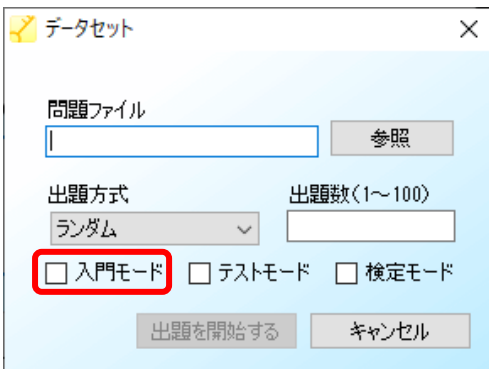 データセット
問題ファイル
参照
出題方式 出題数(1～100)
ランダム
入門モード テストモード 検定モード
出題を開始する キャンセル